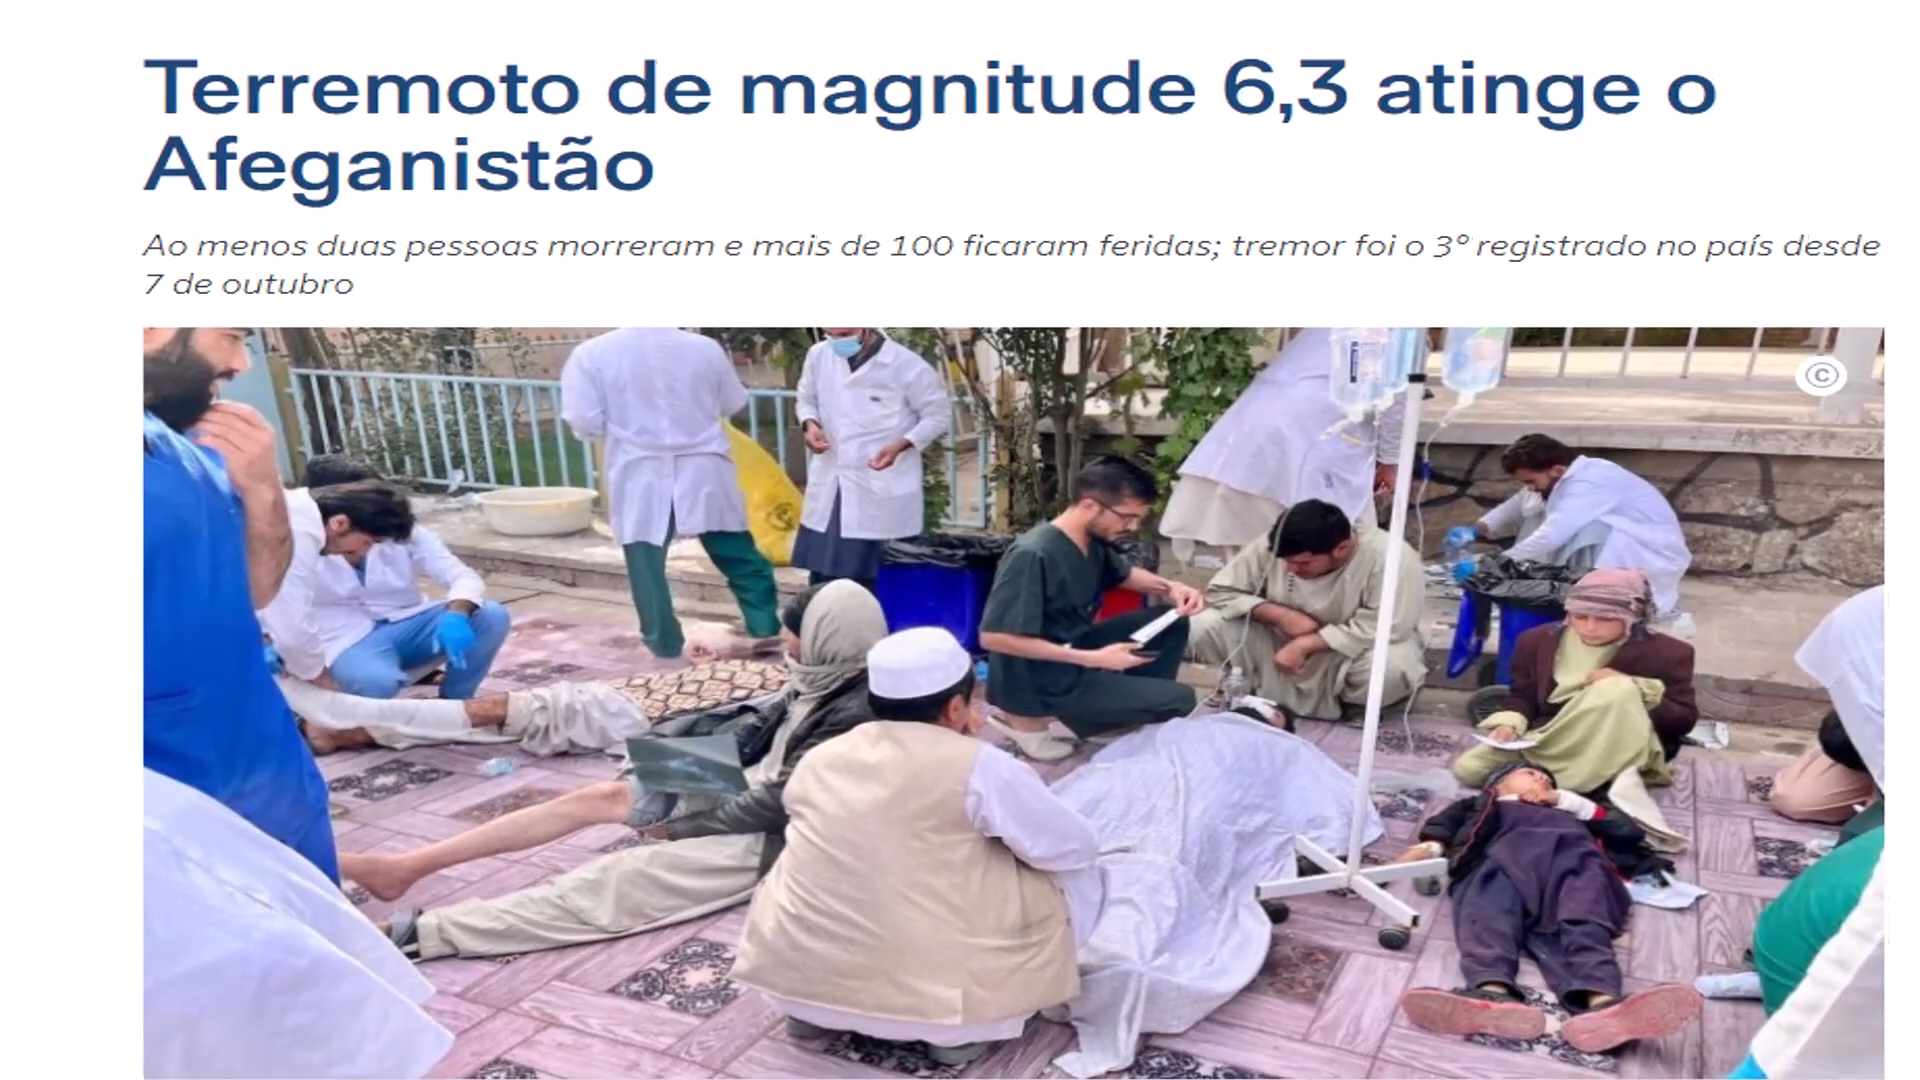 Terremoto de magnitude 6,3 atinge o
Afeganistão
Ao menos duas pessoas morreram e mais de 100 ficaram feridas; tremor foi o 3º registrado no país desde
7 de outubro
©